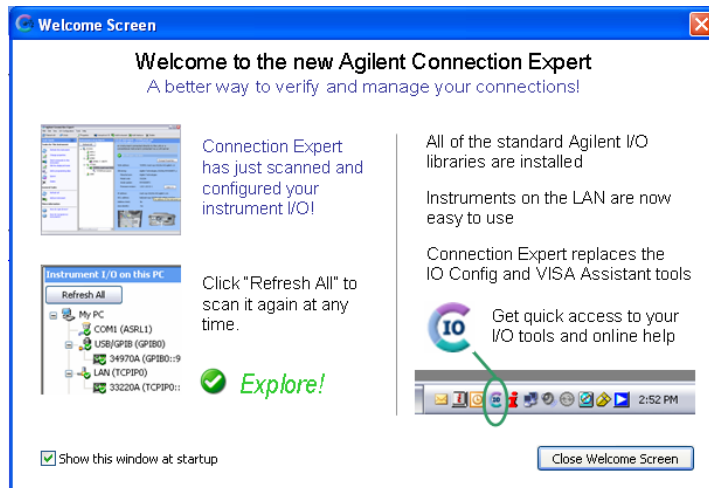 Welcome Screen
Welcome to the new Agilent Connection Expert
A better way to verify and manage your connections!
Connection Expert
has just scanned and
configured your
instrument I/O!
Instrument I/O on this PC
Refresh All
My PC
COM1 (ASRL1)
USB/GPIB (GPIB0)
34970A (GPIB0::9
LAN (TCPIP0)
33220A (TCPIP0::
Click "Refresh All" to
scan it again at any
time.
Explore!
All of the standard Agilent I/O
libraries are installed
Instruments on the LAN are now
easy to use
Connection Expert replaces the
IO Config and VISA Assistant tools
IO
Get quick access to your
I/O tools and online help
IO
2:52 PM
Show this window at startup
Close Welcome Screen